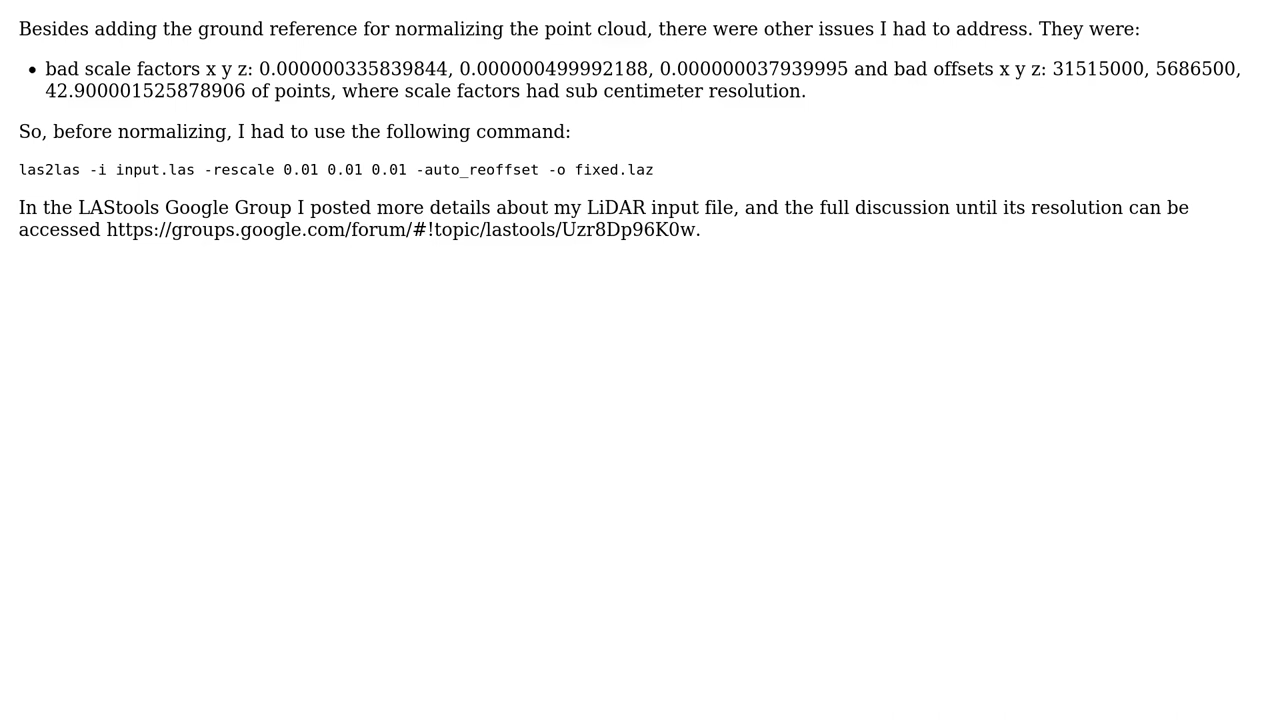 Besides adding the ground reference for normalizing the point cloud, there were other issues I had to address. They were:
• bad scale factors x y z: 0.000000335839844, 0.000000499992188, 0.000000037939995 and bad offsets x y z: 31515000, 5686500,
42.900001525878906 of points, where scale factors had sub centimeter resolution.
So, before normalizing, I had to use the following command:
las2las -i input.las -rescale 0.01 0.01 0.01 -auto_reoffset -o fixed.laz
In the LAStools Google Group I posted more details about my LiDAR input file, and the full discussion until its resolution can be
accessed https://groups.google.com/forum/#!topic/lastools/Uzr8Dp96K0w.